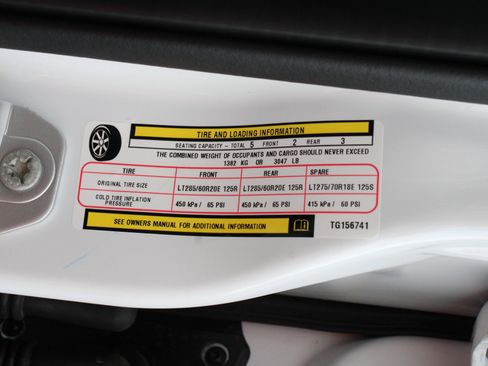 TIRE AND LOADING INFORMATION
SEATING CAPACITY - TOTAL 5 FRONT 2 REAR 3
THE COMBINED WEIGHT OF OCCUPANTS AND CARGO SHOULD NEVER EXCEED
1382 KG OR 3047 LB
TIRE FRONT REAR SPARE
ORIGINAL TIRE SIZE LT285/60R20E 125R LT285/60R20E 125R LT275/70R18E 125S
COLD TIRE INFLATION PRESSURE 450 kPa / 65 PSI 450 kPa / 65 PSI 415 kPa / 60 PSI
SEE OWNERS MANUAL FOR ADDITIONAL INFORMATION TG156741